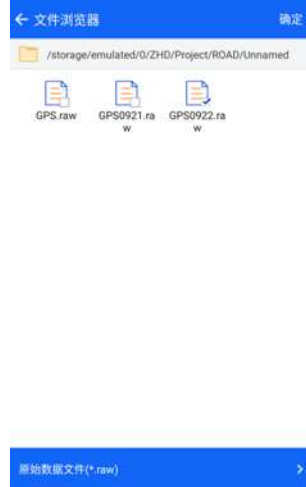 ← 文件浏览器 确定
/storage/emulated/0/ZHD/Project/ROAD/Unnamed
GPS.raw GPS0921.ra GPS0922.ra
w w
原始数据文件(*.raw) >